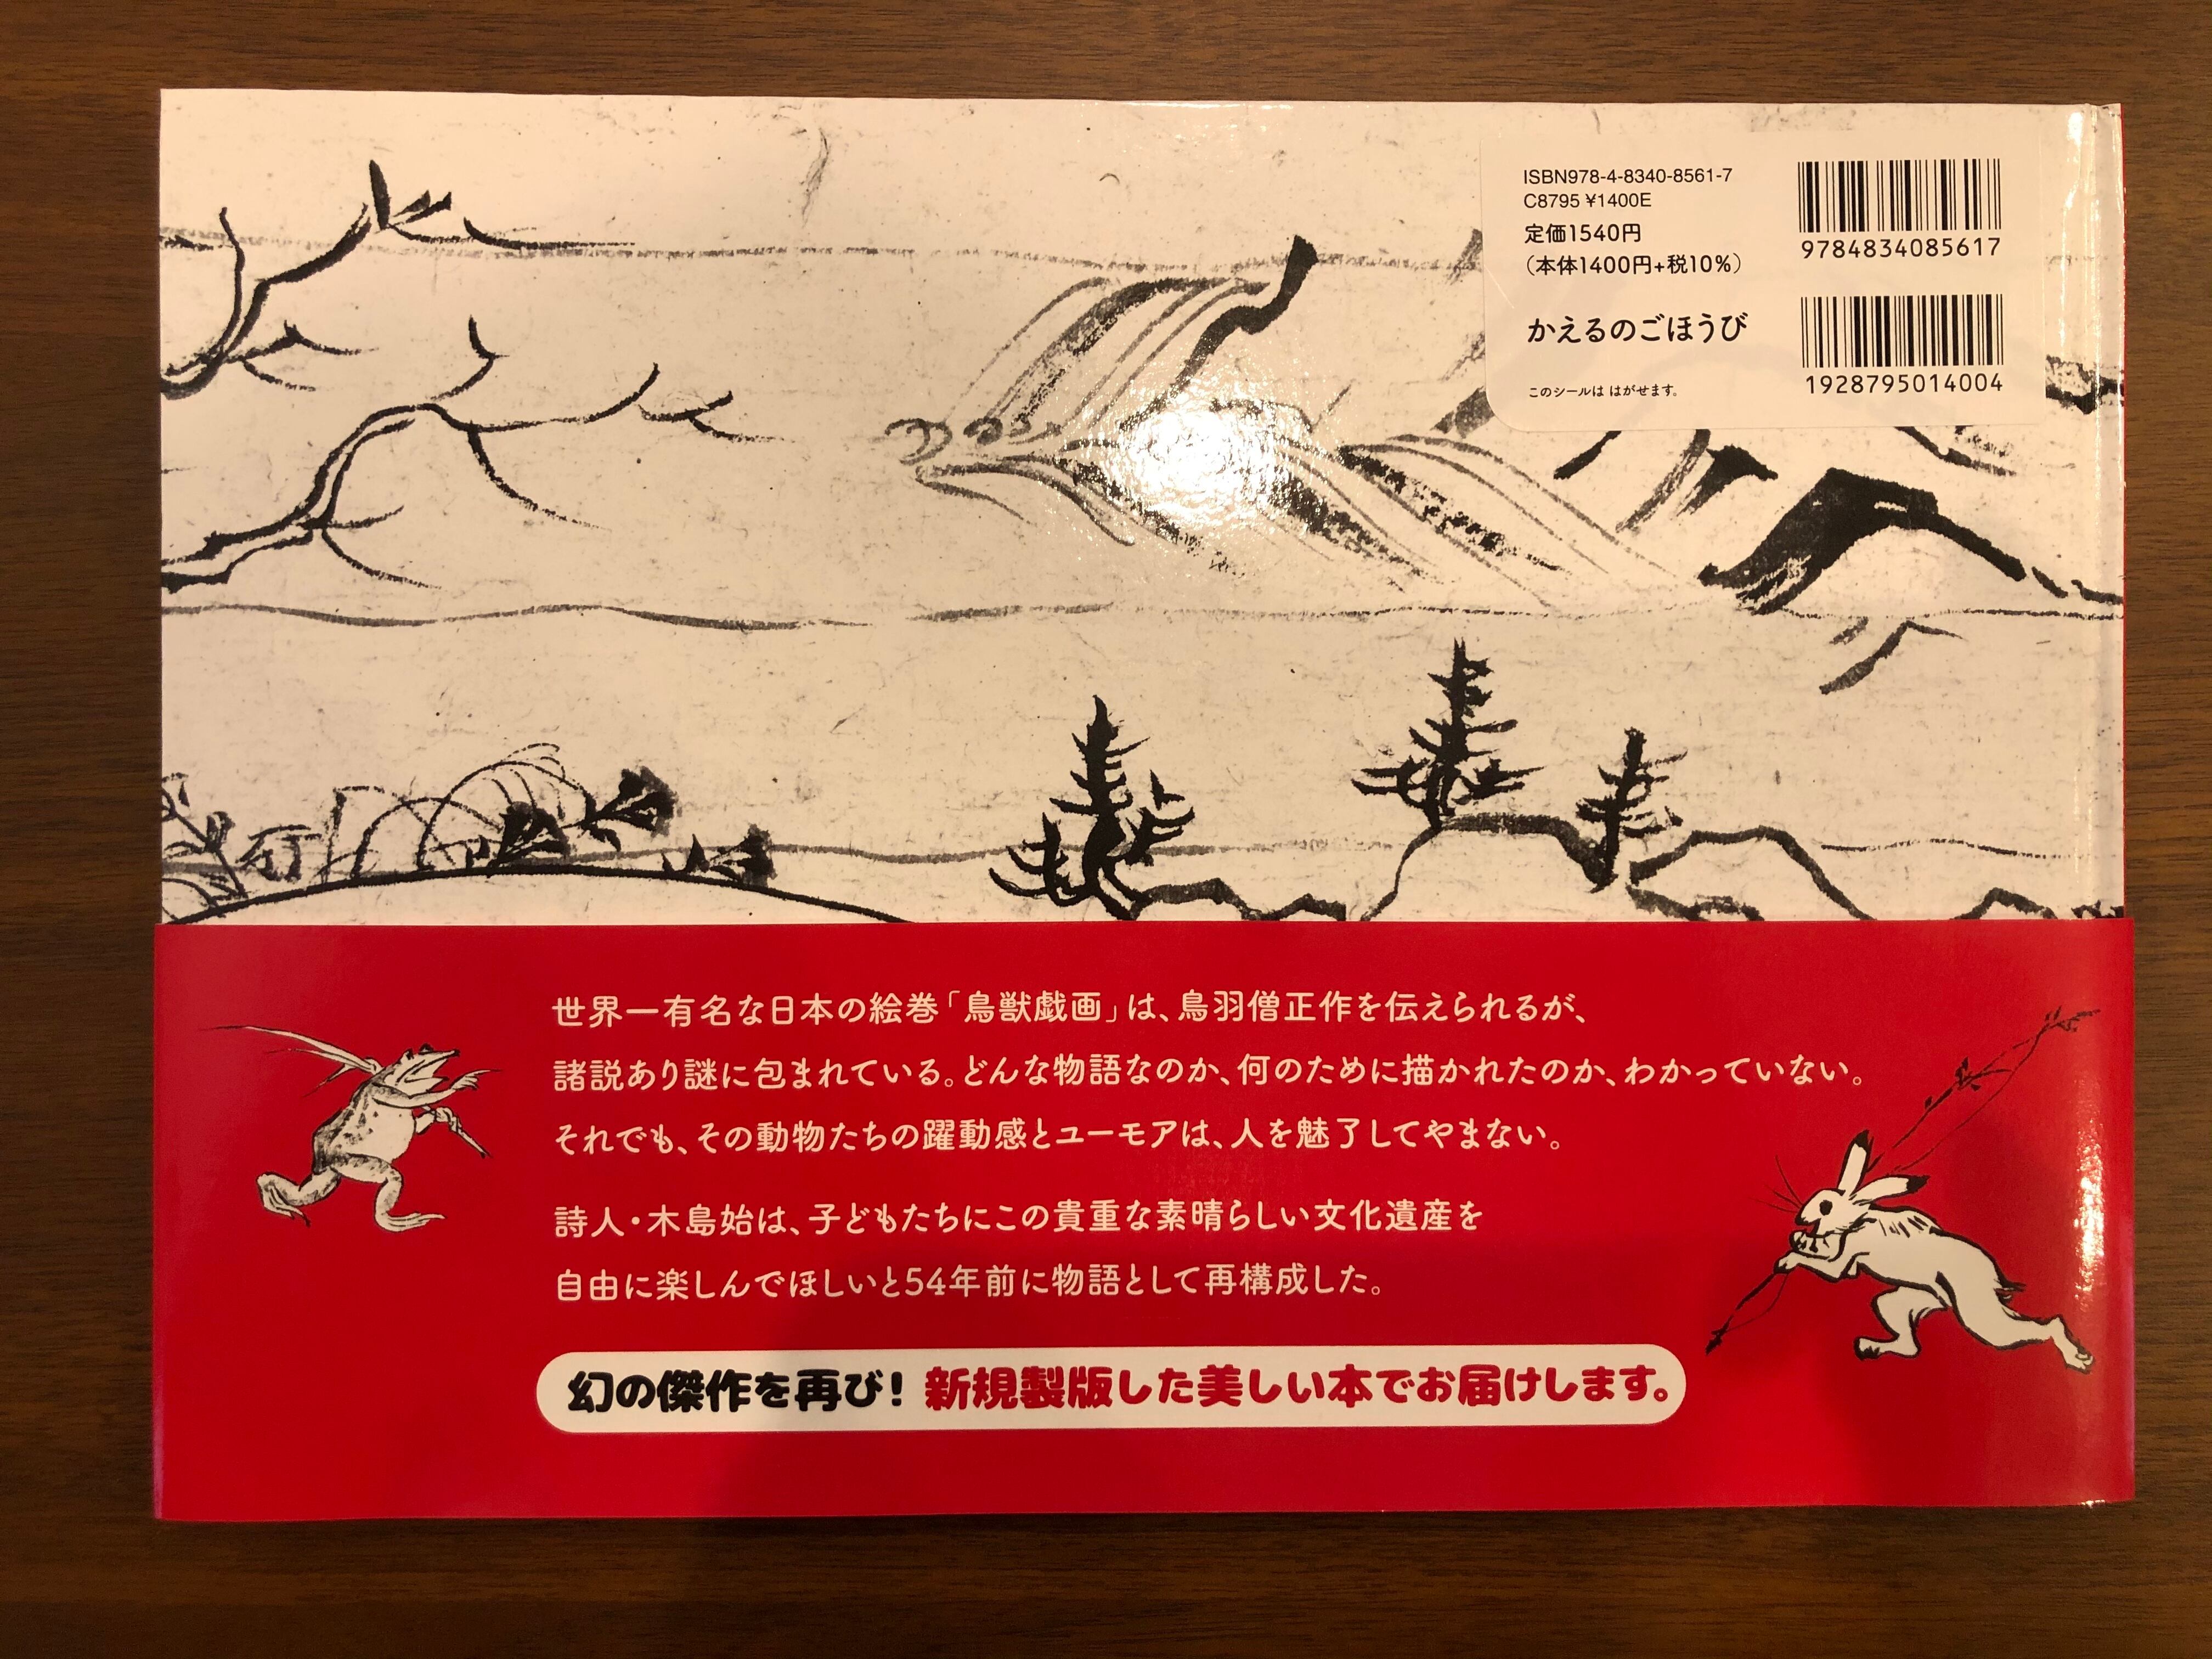 ISBN978-4-8340-8561-7
C8795 ¥1400E
定価1540円
（本体1400円+税10%）
かえるのごほうび
このシールは はがせます。
9784834085617
1928795014004
世界一有名な日本の絵巻「鳥獣戯画」は、鳥羽僧正作を伝えられるが、
諸説あり謎に包まれている。どんな物語なのか、何のために描かれたのか、わかっていない。
それでも、その動物たちの躍動感とユーモアは、人を魅了してやまない。
詩人・木島始は、子どもたちにこの貴重な素晴らしい文化遺産を
自由に楽しんでほしいと54年前に物語として再構成した。
幻の傑作を再び！ 新規製版した美しい本でお届けします。